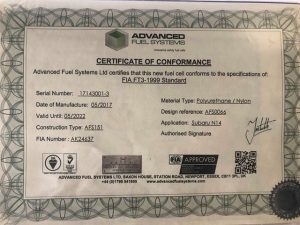 ADVANCED
FUEL SYSTEMS
CERTIFICATE OF CONFORMANCE
Advanced Fuel Systems Ltd certifies that this new fuel cell conforms to the specifications of:
FIA FT3-1999 Standard
Serial Number: 17143001-3
Date of Manufacture: 05/2017
Valid Until: 05/2022
Construction Type: AFS151
FIA Number: AK24637
Material Type: Polyurethane / Nylon
Design reference: AFS0066
Application: Subaru N14
Authorised Signature
APPROVED
ADVANCED FUEL SYSTEMS LTD, SAXON HOUSE, STATION ROAD, NEWPORT, ESSEX, CB11 3PL, UK
www.advancedfuelsystems.com